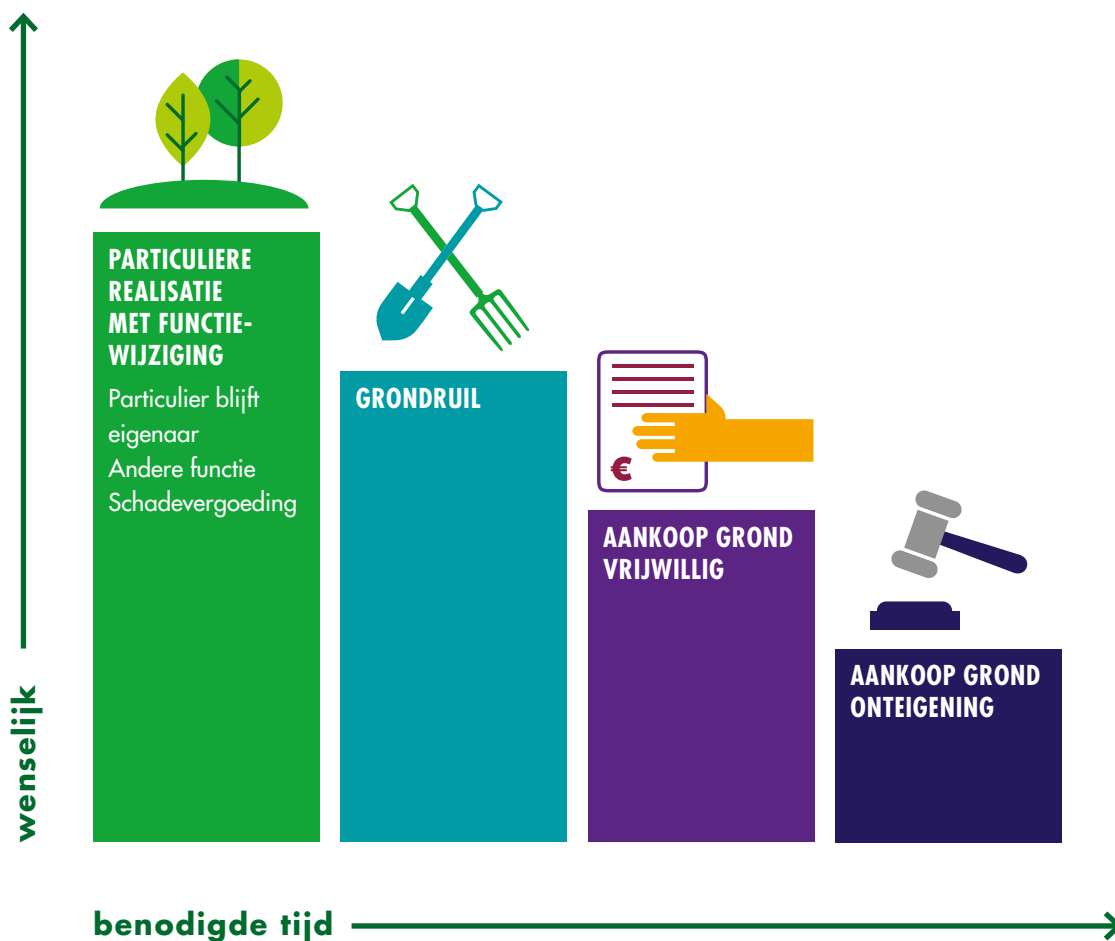 PARTICULIERE
REALISATIE
MET FUNCTIE-
WIJZIGING
Particulier blijft
eigenaar
Andere functie
Schadevergoeding
GRONDRUIL
€
AANKOOP GROND
VRIJWILLIG
AANKOOP GROND
ONTEIGENING
wenselijk
benodigde tijd